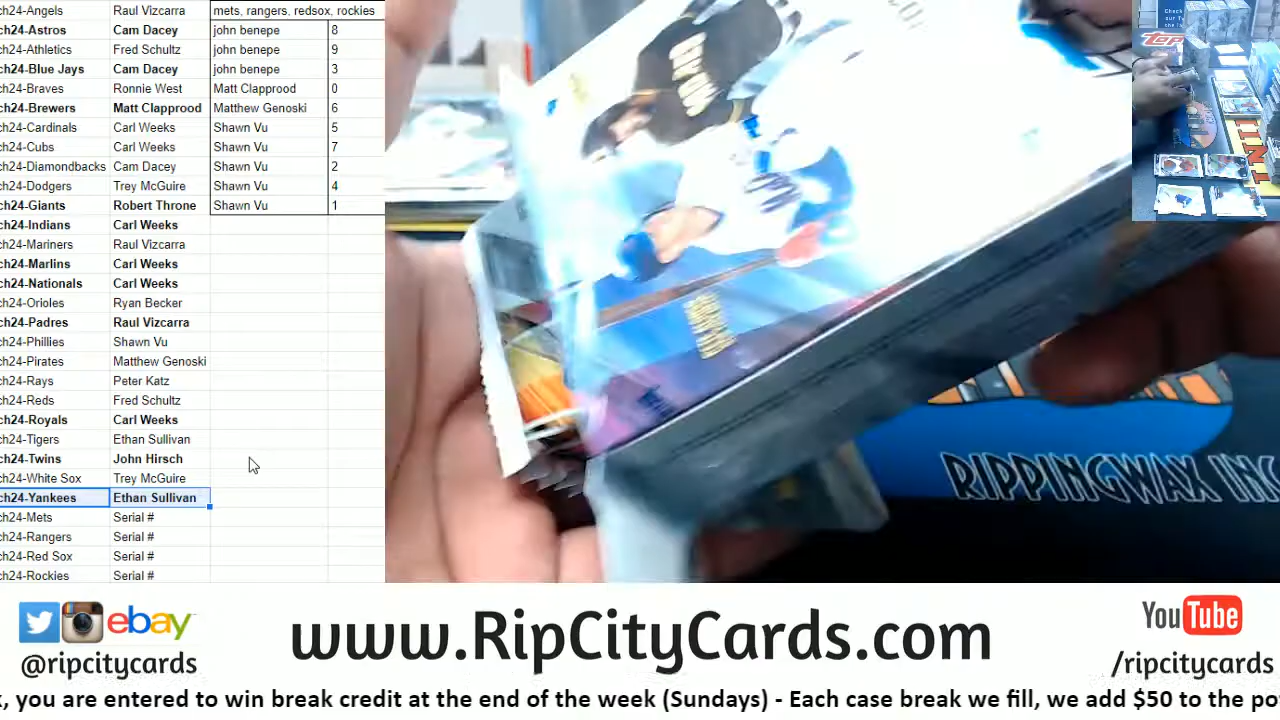 ch24-Angels Raul Vizcarra mets, rangers, redsox, rockies
ch24-Astros Cam Dacey john benepe 8
ch24-Athletics Fred Schultz john benepe 9
ch24-Blue Jays Cam Dacey john benepe 3
ch24-Braves Ronnie West Matt Clapprood 0
ch24-Brewers Matt Clapprood Matthew Genoski 6
ch24-Cardinals Carl Weeks Shawn Vu 5
ch24-Cubs Carl Weeks Shawn Vu 7
ch24-Diamondbacks Cam Dacey Shawn Vu 2
ch24-Dodgers Trey McGuire Shawn Vu 4
ch24-Giants Robert Throne Shawn Vu 1
ch24-Indians Carl Weeks
ch24-Mariners Raul Vizcarra
ch24-Marlins Carl Weeks
ch24-Nationals Carl Weeks
ch24-Orioles Ryan Becker
ch24-Padres Raul Vizcarra
ch24-Phillies Shawn Vu
ch24-Pirates Matthew Genoski
ch24-Rays Peter Katz
ch24-Reds Fred Schultz
ch24-Royals Carl Weeks
ch24-Tigers Ethan Sullivan
ch24-Twins John Hirsch
ch24-White Sox Trey McGuire
ch24-Yankees Ethan Sullivan
ch24-Mets Serial #
ch24-Rangers Serial #
ch24-Red Sox Serial #
ch24-Rockies Serial #
Check
Topps
RIPPINGWAX INC
ebay
@ripcitycards
www.RipCityCards.com
YouTube
/ripcitycards
, you are entered to win break credit at the end of the week (Sundays) - Each case break we fill, we add $50 to the po